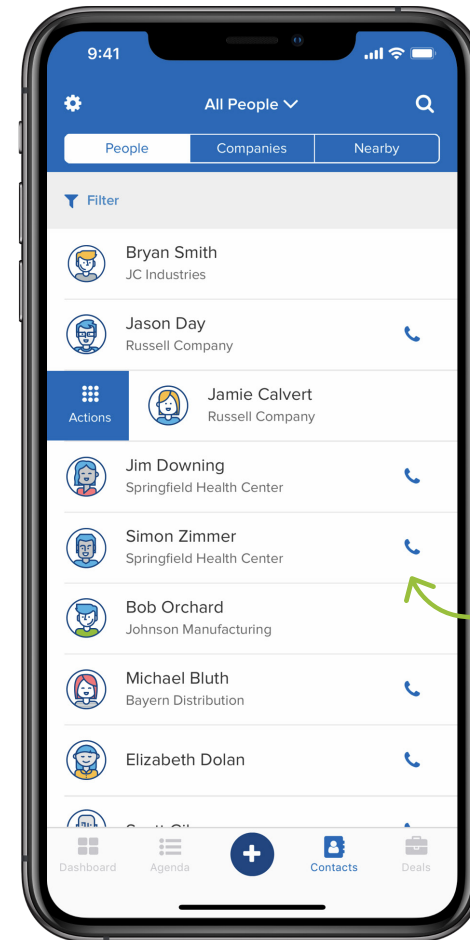 9:41
All People
People Companies Nearby
Filter
Bryan Smith
JC Industries
Jason Day
Russell Company
Actions
Jamie Calvert
Russell Company
Jim Downing
Springfield Health Center
Simon Zimmer
Springfield Health Center
Bob Orchard
Johnson Manufacturing
Michael Bluth
Bayern Distribution
Elizabeth Dolan
Dashboard Agenda Contacts Deals